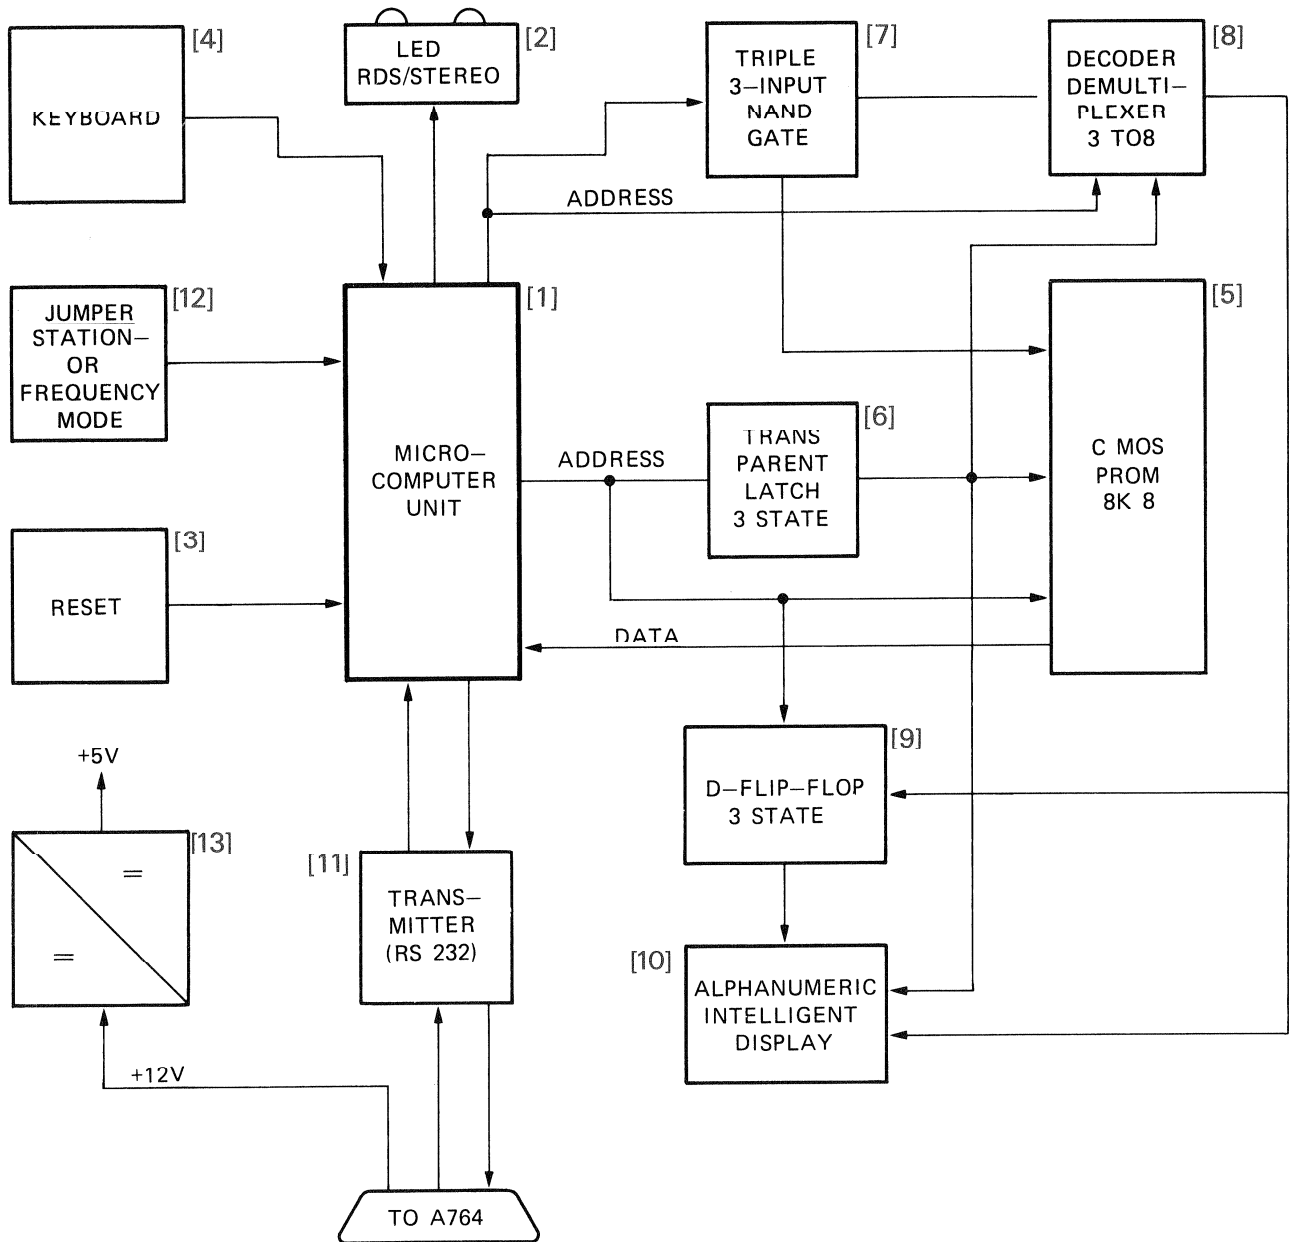 [4]
KEYBOARD
LED
RDS/STEREO
[2]
TRIPLE
3–INPUT
NAND
GATE
[7]
DECODER
DEMULTI–
PLEXER
3 TO8
[8]
ADDRESS
JUMPER
STATION–
OR
FREQUENCY
MODE
[12]
[1]
MICRO–
COMPUTER
UNIT
ADDRESS
TRANS
PARENT
LATCH
3 STATE
[6]
C MOS
PROM
8K 8
[5]
RESET
[3]
DATA
D–FLIP–FLOP
3 STATE
[9]
+5V
=
=
[13]
[11]
TRANS–
MITTER
(RS 232)
[10]
ALPHANUMERIC
INTELLIGENT
DISPLAY
+12V
TO A764